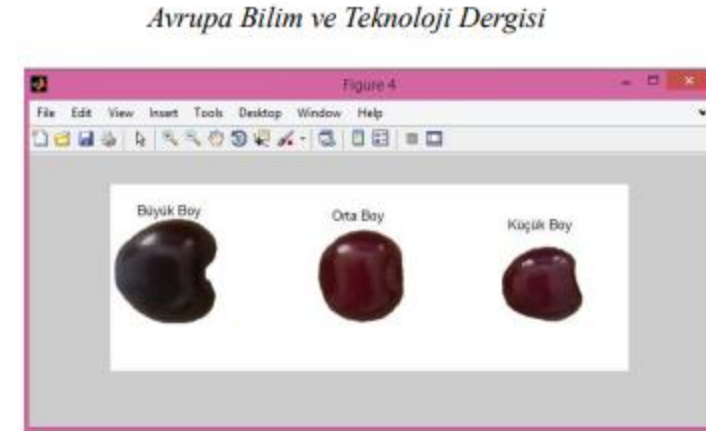 Avrupa Bilim ve Teknoloji Dergisi
Figure 4
File Edit View Insert Tools Desktop Window Help
Büyük Boy
Orta Boy
Küçük Boy